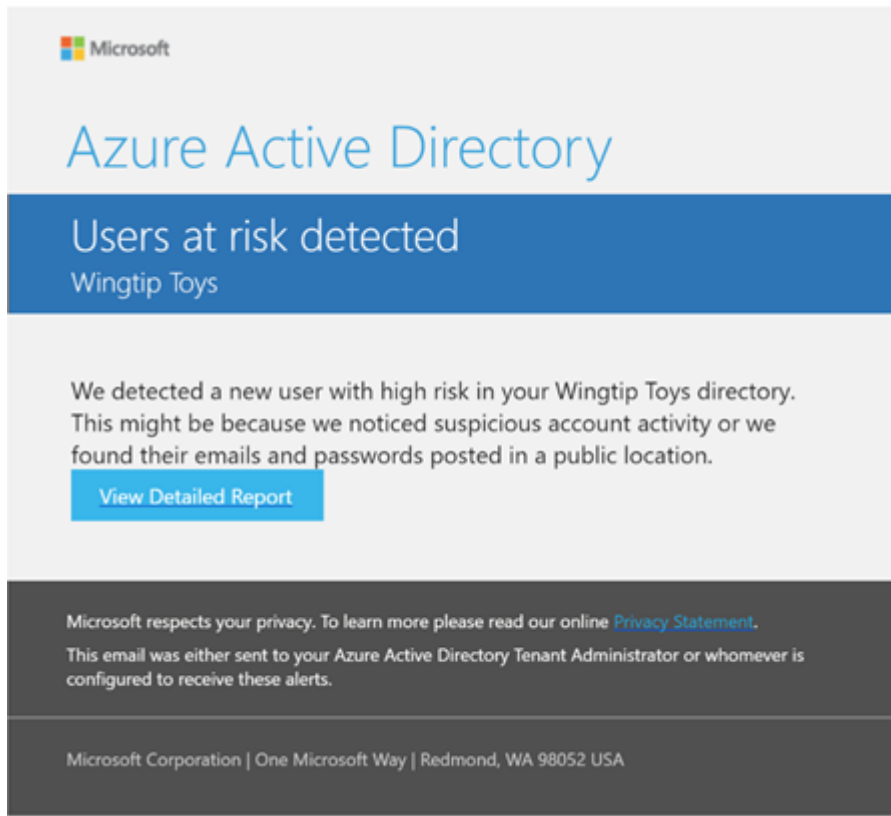 Microsoft
Azure Active Directory
Users at risk detected
Wingtip Toys
We detected a new user with high risk in your Wingtip Toys directory.
This might be because we noticed suspicious account activity or we
found their emails and passwords posted in a public location.
View Detailed Report
Microsoft respects your privacy. To learn more please read our online Privacy Statement.
This email was either sent to your Azure Active Directory Tenant Administrator or whomever is
configured to receive these alerts.
Microsoft Corporation | One Microsoft Way | Redmond, WA 98052 USA